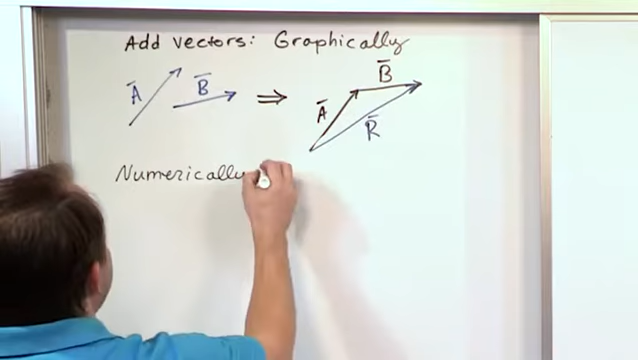 Add vectors: Graphically
A̅ B̅ ⇒ A̅ B̅ R̅
Numerically